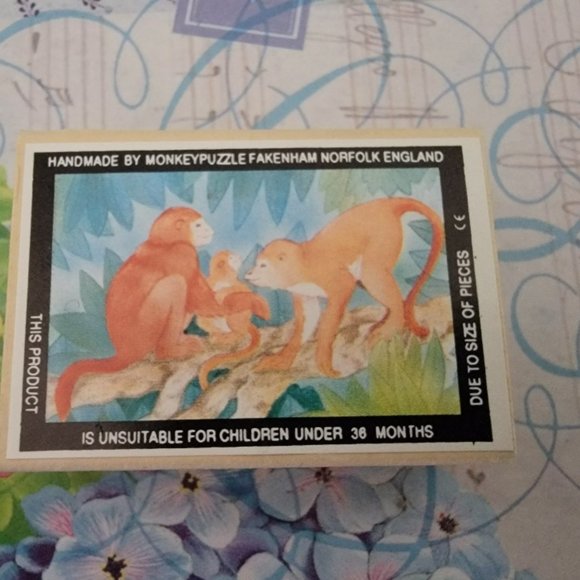 HANDMADE BY MONKEYPUZZLE FAKENHAM NORFOLK ENGLAND
THIS PRODUCT
IS UNSUITABLE FOR CHILDREN UNDER 36 MONTHS
DUE TO SIZE OF PIECES CE